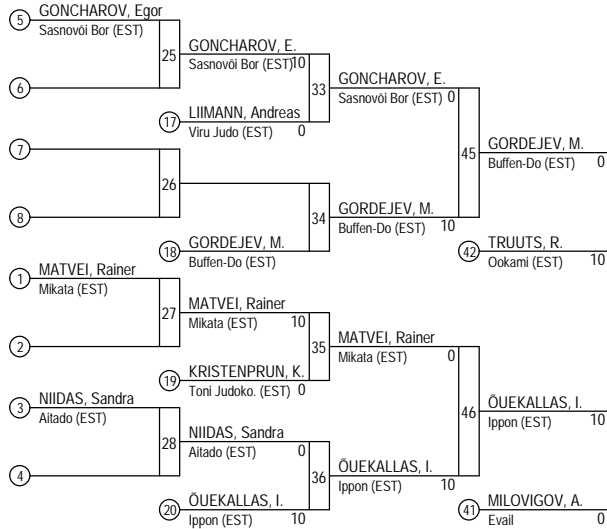 5 GONCHAROV, Egor
Sasnovõi Bor (EST)
25
GONCHAROV, E.
Sasnovõi Bor (EST) 10
6
33
GONCHAROV, E.
Sasnovõi Bor (EST) 0
17 LIIMANN, Andreas
Viru Judo (EST) 0
7
26
8
45
GORDEJEV, M.
Buffen-Do (EST) 0
34
GORDEJEV, M.
Buffen-Do (EST) 10
18 GORDEJEV, M.
Buffen-Do (EST)
42 TRUUTS, R.
Ookami (EST) 10
1 MATVEI, Rainer
Mikata (EST)
27
MATVEI, Rainer
Mikata (EST) 10
2
35
MATVEI, Rainer
Mikata (EST) 0
19 KRISTENPRUN, K.
Toni Judoko. (EST) 0
3 NIIDAS, Sandra
Aitado (EST)
28
NIIDAS, Sandra
Aitado (EST) 0
4
46
ÕUEKALLAS, I.
Ippon (EST) 10
36
ÕUEKALLAS, I.
Ippon (EST) 10
20 ÕUEKALLAS, I.
Ippon (EST) 10
41 MILOVIGOV, A.
Evail 0